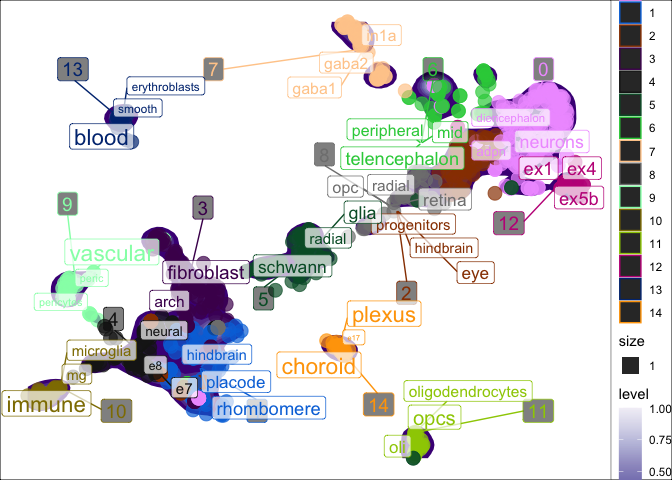 13
erythroblasts
smooth
blood
7
m1a
gaba2
gaba1
6
0
diencephalon
peripheral
mid
neurons
telencephalon
8
ex1
ex4
opc
radial
retina
ex5b
glia
12
progenitors
radial
hindbrain
schwann
eye
5
2
9
3
vascular
fibroblast
peric
pericytes
arch
4
neural
microglia
hindbrain
e8
mg
placode
e7
immune
10
rhombomere
plexus
e17
choroid
14
oligodendrocytes
opcs
11
oli
1
2
3
4
5
6
7
8
9
10
11
12
13
14
size
1
level
1.00
0.75
0.50